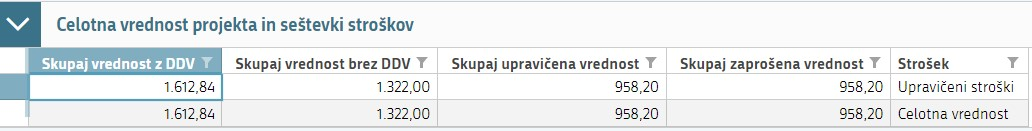 Celotna vrednost projekta in seštevki stroškov
Skupaj vrednost z DDV Skupaj vrednost brez DDV Skupaj upravičena vrednost Skupaj zaprošena vrednost Strošek
1.612,84 1.322,00 958,20 958,20 Upravičeni stroški
1.612,84 1.322,00 958,20 958,20 Celotna vrednost